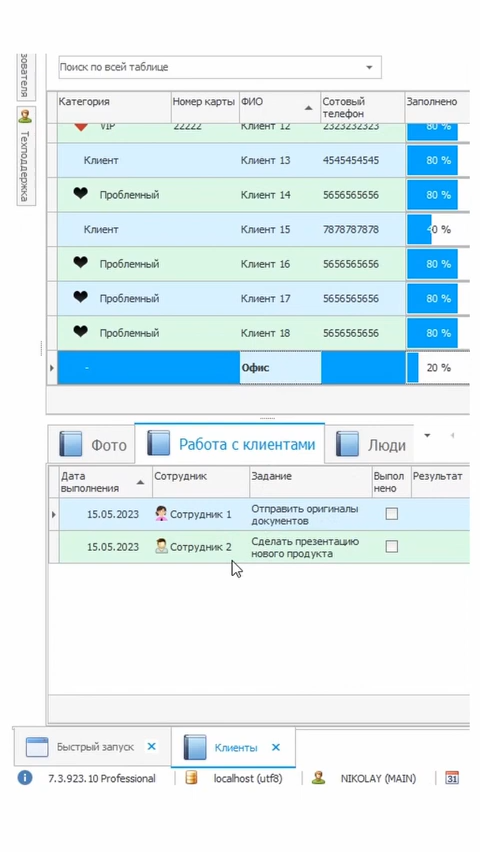 зователя
Техподдержка
Поиск по всей таблице
Категория Номер карты ФИО Сотовый телефон Заполнено
VIP 22222 Клиент 12 2323232323 80 %
Клиент Клиент 13 4545454545 80 %
Проблемный Клиент 14 5656565656 80 %
Клиент Клиент 15 7878787878 40 %
Проблемный Клиент 16 5656565656 80 %
Проблемный Клиент 17 5656565656 80 %
Проблемный Клиент 18 5656565656 80 %
- Офис 20 %
Фото Работа с клиентами Люди
Дата выполнения Сотрудник Задание Выпол нено Результат
15.05.2023 Сотрудник 1 Отправить оригиналы документов
15.05.2023 Сотрудник 2 Сделать презентацию нового продукта
Быстрый запуск Клиенты
7.3.923.10 Professional localhost (utf8) NIKOLAY (MAIN) 31